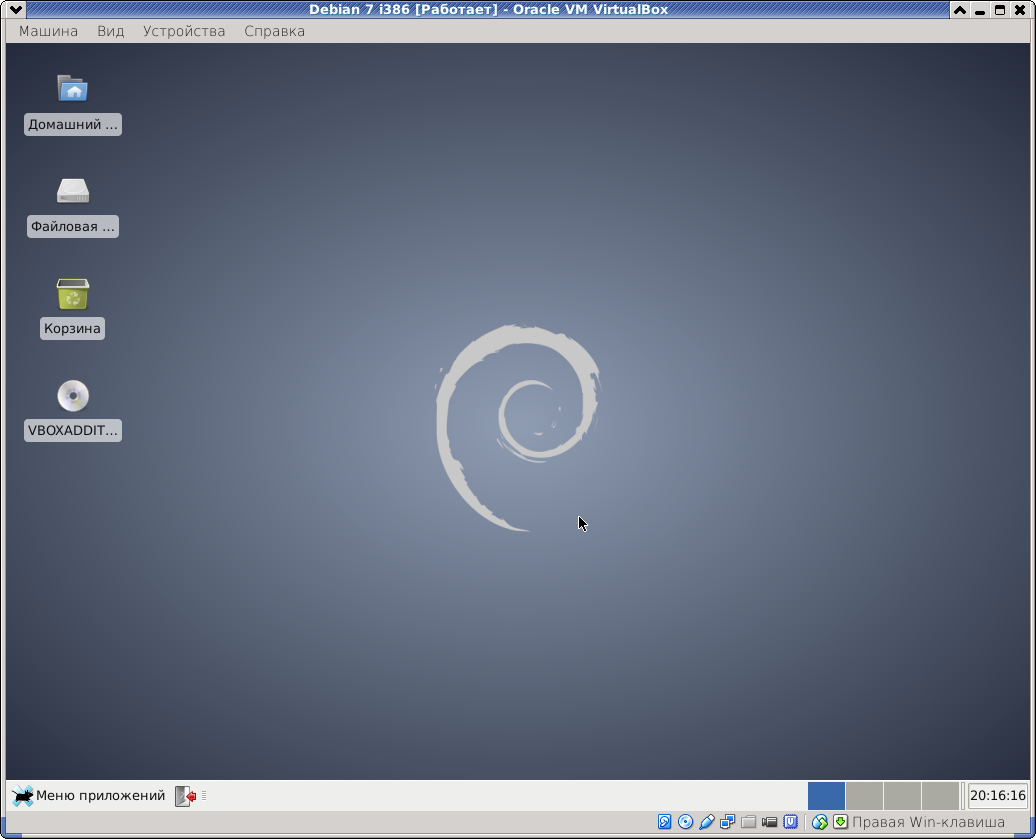 Debian 7 i386 [Работает] - Oracle VM VirtualBox
Машина Вид Устройства Справка
Домашний ...
Файловая ...
Корзина
VBOXADDIT...
Меню приложений 20:16:16
Правая Win-клавиша